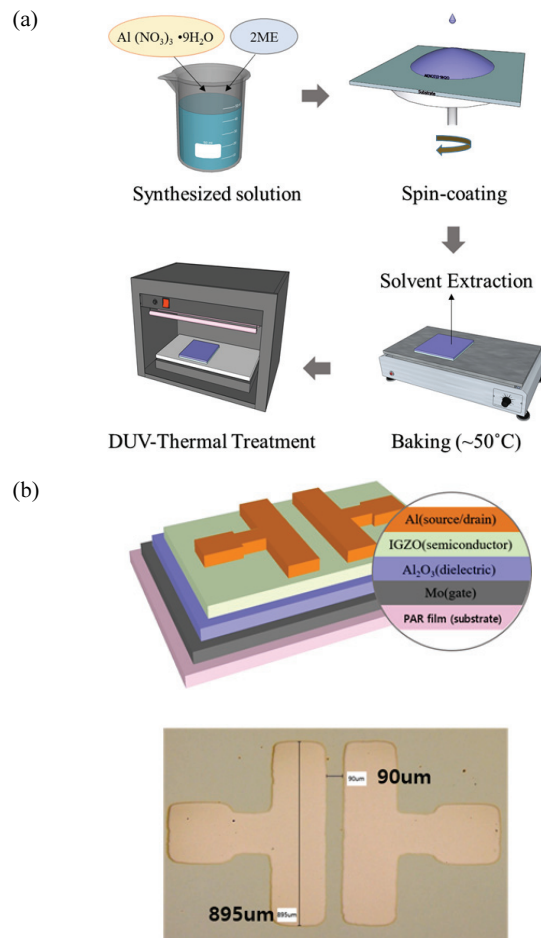 (a)
Al (NO₃)₃ •9H₂O
2ME
Substrate
Synthesized solution
Spin-coating
Solvent Extraction
DUV-Thermal Treatment
Baking (~50˚C)
(b)
Al(source/drain)
IGZO(semiconductor)
Al₂O₃(dielectric)
Mo(gate)
PAR film (substrate)
90um
90um
895um
895um